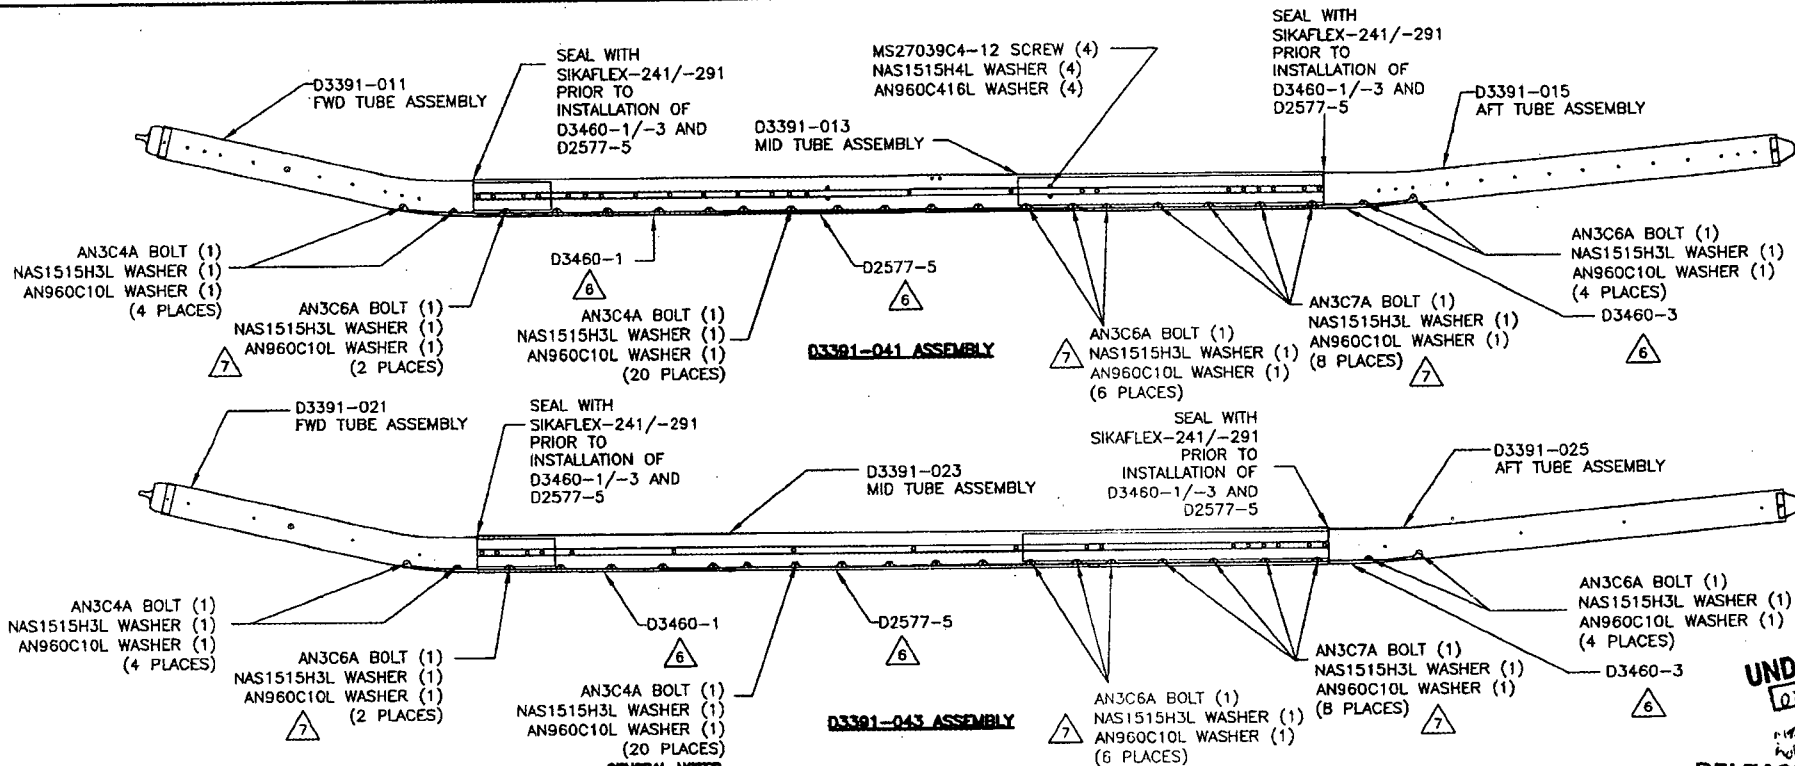 D3391-011
FWD TUBE ASSEMBLY
SEAL WITH
SIKAFLEX-241/-291
PRIOR TO
INSTALLATION OF
D3460-1/-3 AND
D2577-5
MS27039C4-12 SCREW (4)
NAS1515H4L WASHER (4)
AN960C416L WASHER (4)
D3391-013
MID TUBE ASSEMBLY
SEAL WITH
SIKAFLEX-241/-291
PRIOR TO
INSTALLATION OF
D3460-1/-3 AND
D2577-5
D3391-015
AFT TUBE ASSEMBLY
AN3C4A BOLT (1)
NAS1515H3L WASHER (1)
AN960C10L WASHER (1)
(4 PLACES)
AN3C6A BOLT (1)
NAS1515H3L WASHER (1)
AN960C10L WASHER (1)
(2 PLACES)
7
D3460-1
6
AN3C4A BOLT (1)
NAS1515H3L WASHER (1)
AN960C10L WASHER (1)
(20 PLACES)
D2577-5
6
D3391-041 ASSEMBLY
7
AN3C6A BOLT (1)
NAS1515H3L WASHER (1)
AN960C10L WASHER (1)
(6 PLACES)
AN3C7A BOLT (1)
NAS1515H3L WASHER (1)
AN960C10L WASHER (1)
(8 PLACES)
7
AN3C6A BOLT (1)
NAS1515H3L WASHER (1)
AN960C10L WASHER (1)
(4 PLACES)
D3460-3
6
D3391-021
FWD TUBE ASSEMBLY
SEAL WITH
SIKAFLEX-241/-291
PRIOR TO
INSTALLATION OF
D3460-1/-3 AND
D2577-5
D3391-023
MID TUBE ASSEMBLY
SEAL WITH
SIKAFLEX-241/-291
PRIOR TO
INSTALLATION OF
D3460-1/-3 AND
D2577-5
D3391-025
AFT TUBE ASSEMBLY
AN3C4A BOLT (1)
NAS1515H3L WASHER (1)
AN960C10L WASHER (1)
(4 PLACES)
AN3C6A BOLT (1)
NAS1515H3L WASHER (1)
AN960C10L WASHER (1)
(2 PLACES)
7
D3460-1
6
AN3C4A BOLT (1)
NAS1515H3L WASHER (1)
AN960C10L WASHER (1)
(20 PLACES)
D2577-5
6
D3391-043 ASSEMBLY
7
AN3C6A BOLT (1)
NAS1515H3L WASHER (1)
AN960C10L WASHER (1)
(6 PLACES)
AN3C7A BOLT (1)
NAS1515H3L WASHER (1)
AN960C10L WASHER (1)
(8 PLACES)
7
AN3C6A BOLT (1)
NAS1515H3L WASHER (1)
AN960C10L WASHER (1)
(4 PLACES)
D3460-3
6
UND